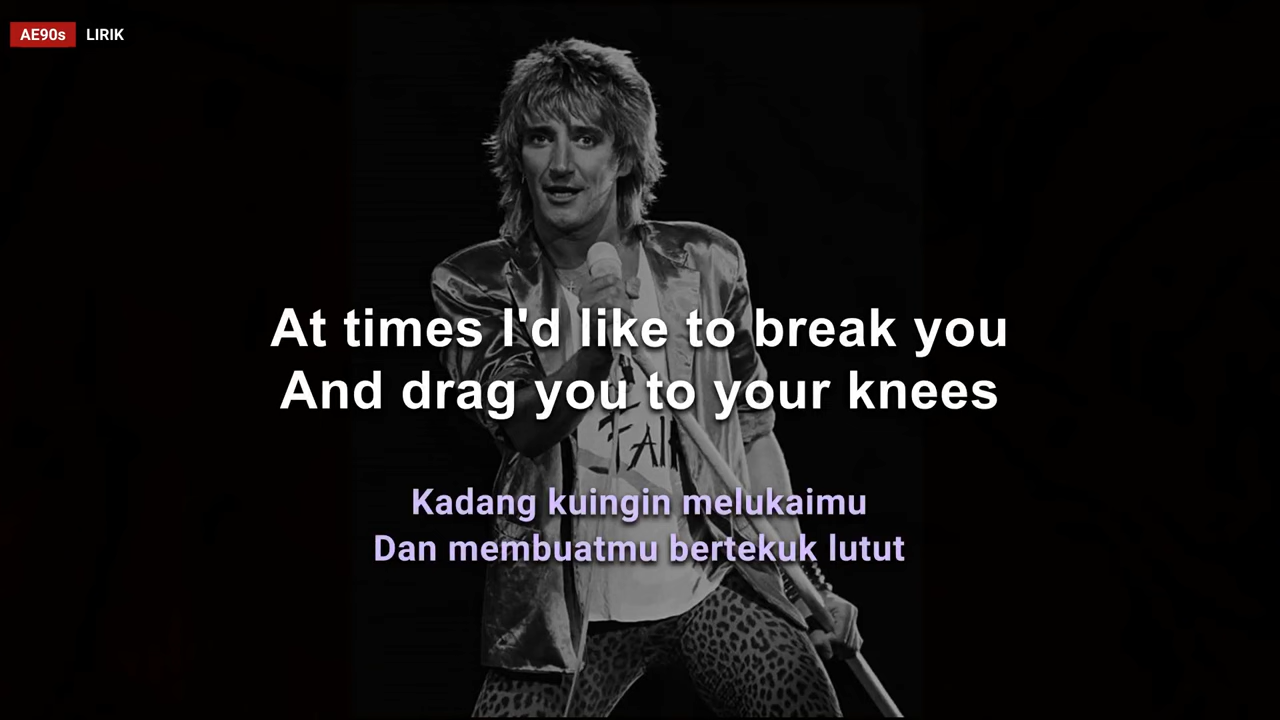 AE90s LIRIK
At times I'd like to break you
And drag you to your knees
FAIR
Kadang kuingin melukaimu
Dan membuatmu bertekuk lutut